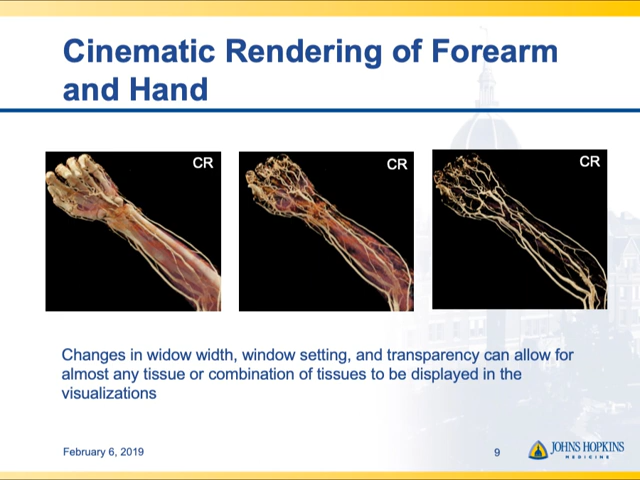 Cinematic Rendering of Forearm
and Hand
CR
CR
CR
Changes in widow width, window setting, and transparency can allow for
almost any tissue or combination of tissues to be displayed in the
visualizations
February 6, 2019
9
JOHNS HOPKINS
MEDICINE